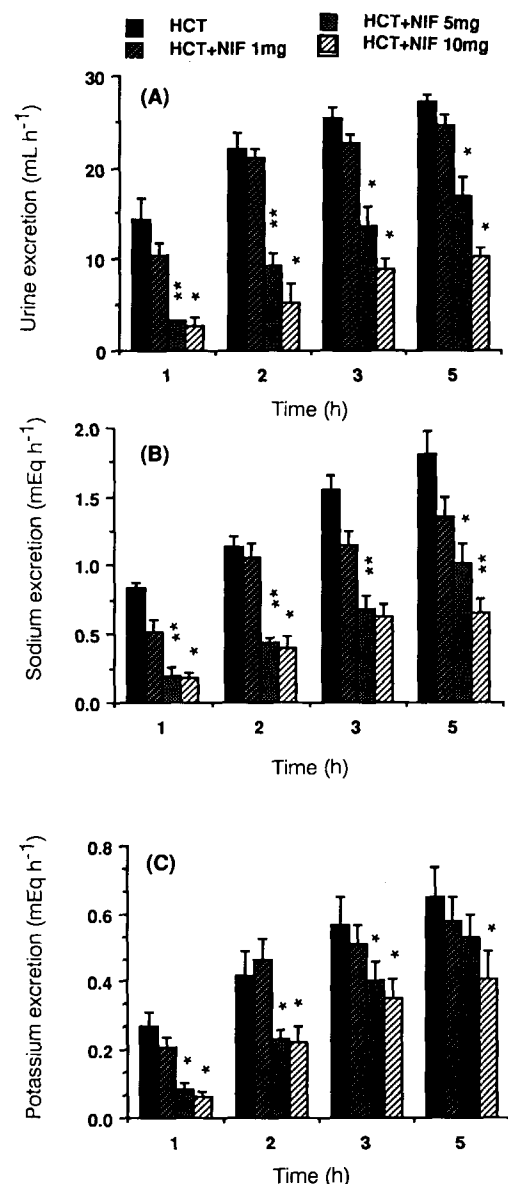 HCT
HCT+NIF 5mg
HCT+NIF 1mg
HCT+NIF 10mg
(A)
Urine excretion (mL h⁻¹)
30
20
10
0
**
*
**
*
*
*
*
*
1 2 3 5
Time (h)
(B)
Sodium excretion (mEq h⁻¹)
2.0
1.5
1.0
0.5
0.0
**
*
**
*
**
*
**
1 2 3 5
Time (h)
(C)
Potassium excretion (mEq h⁻¹)
0.8
0.6
0.4
0.2
0.0
*
*
*
*
*
*
*
1 2 3 5
Time (h)